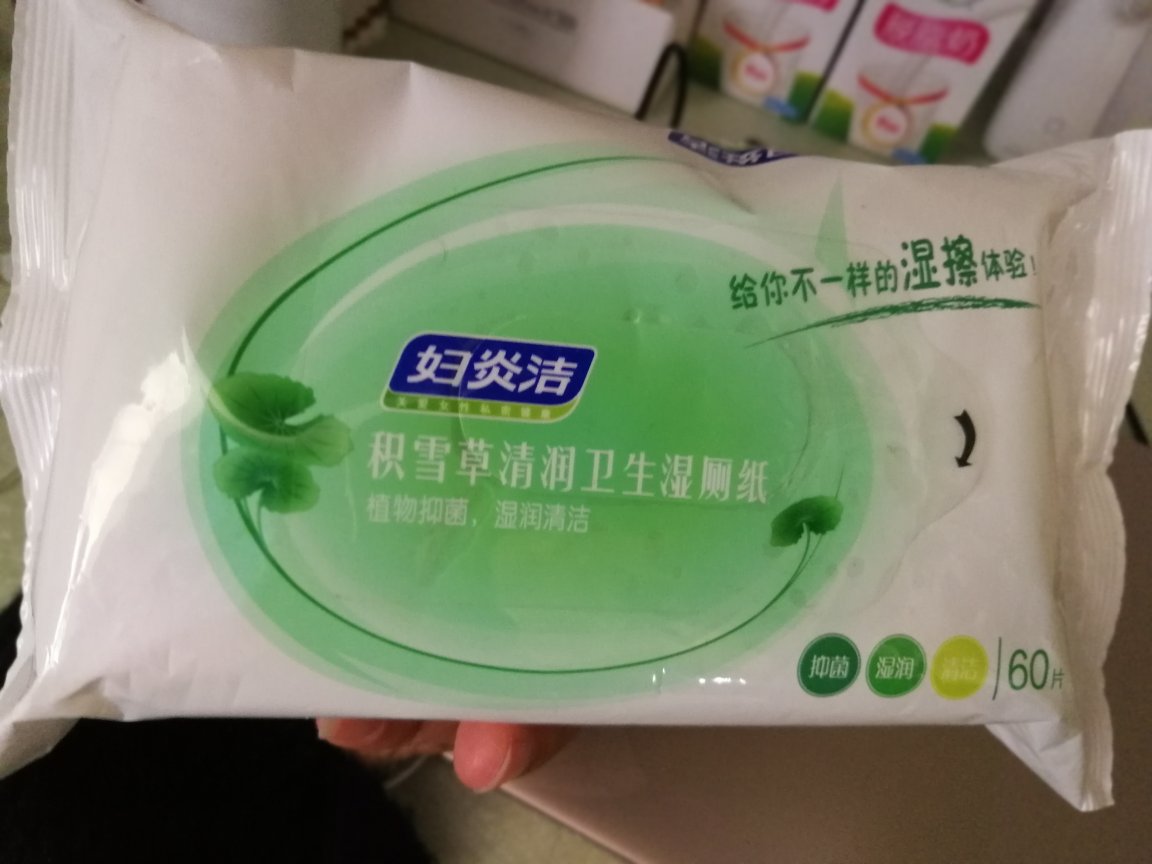 给你不一样的湿擦体验!
妇炎洁
积雪草清润卫生湿厕纸
植物抑菌，湿润清洁
抑菌 湿润 清洁 60片